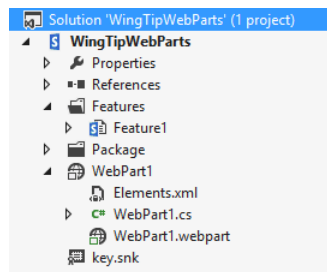 Solution 'WingTipWebParts' (1 project)
WingTipWebParts
Properties
References
Features
Feature1
Package
WebPart1
Elements.xml
C# WebPart1.cs
WebPart1.webpart
key.snk